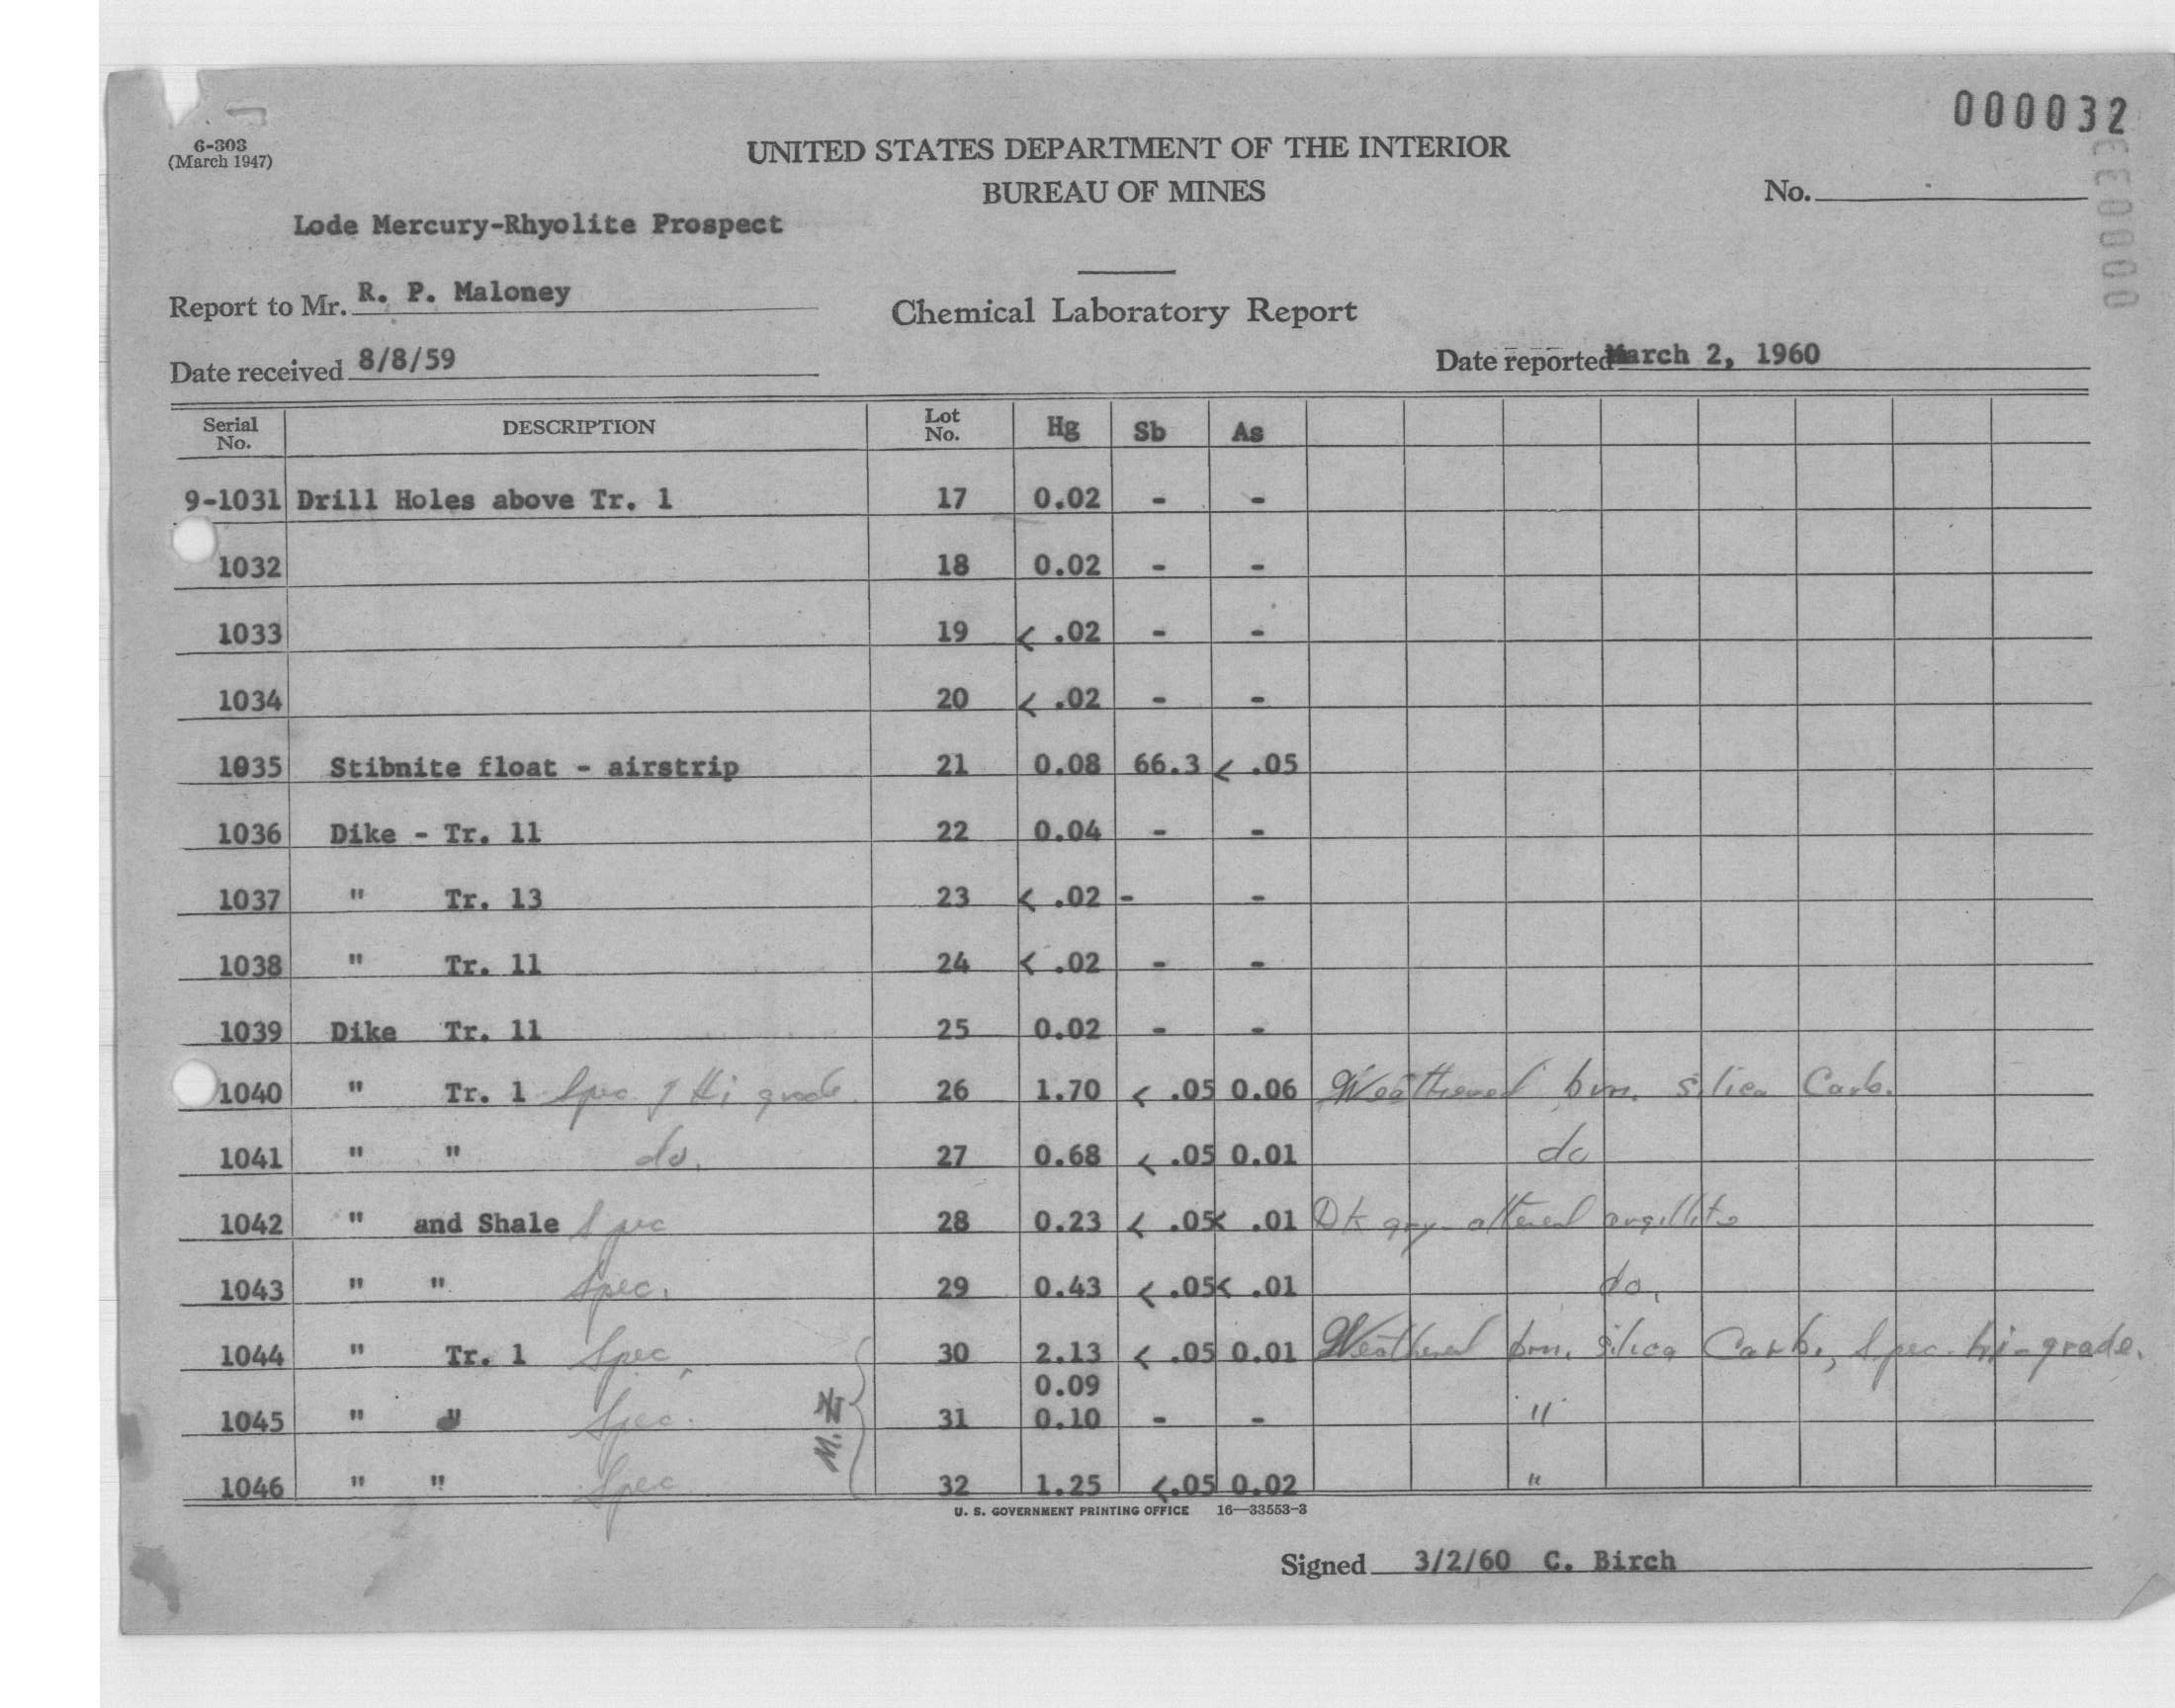 000032
6-303
(March 1947)
UNITED STATES DEPARTMENT OF THE INTERIOR
BUREAU OF MINES
No.
Lode Mercury-Rhyolite Prospect
000033
Report to Mr. R. P. Maloney
Chemical Laboratory Report
Date received 8/8/59
Date reported March 2, 1960
Serial No. DESCRIPTION Lot No. Hg Sb As
9-1031 Drill Holes above Tr. 1 17 0.02 - -
1032 18 0.02 - -
1033 19 < .02 - -
1034 20 < .02 - -
1035 Stibnite float - airstrip 21 0.08 66.3 < .05
1036 Dike - Tr. 11 22 0.04 - -
1037 " Tr. 13 23 < .02 - -
1038 " Tr. 11 24 < .02 - -
1039 Dike Tr. 11 25 0.02 - -
1040 " Tr. 1 Spec. Hi grade. 26 1.70 < .05 0.06 Weathered brn. silica Carb.
1041 " " do. 27 0.68 < .05 0.01 do
1042 " and Shale Spec 28 0.23 < .05 < .01 Dk gry altered argillite
1043 " " Spec. 29 0.43 < .05 < .01 do.
1044 " Tr. 1 Spec. 30 2.13 < .05 0.01 Weathered brn. silica Carb., Spec. hi-grade.
0.09
1045 " " Spec. 31 0.10 - - "
1046 " " Spec 32 1.25 <.05 0.02 "
U. S. GOVERNMENT PRINTING OFFICE 16—33553-3
Signed 3/2/60 C. Birch